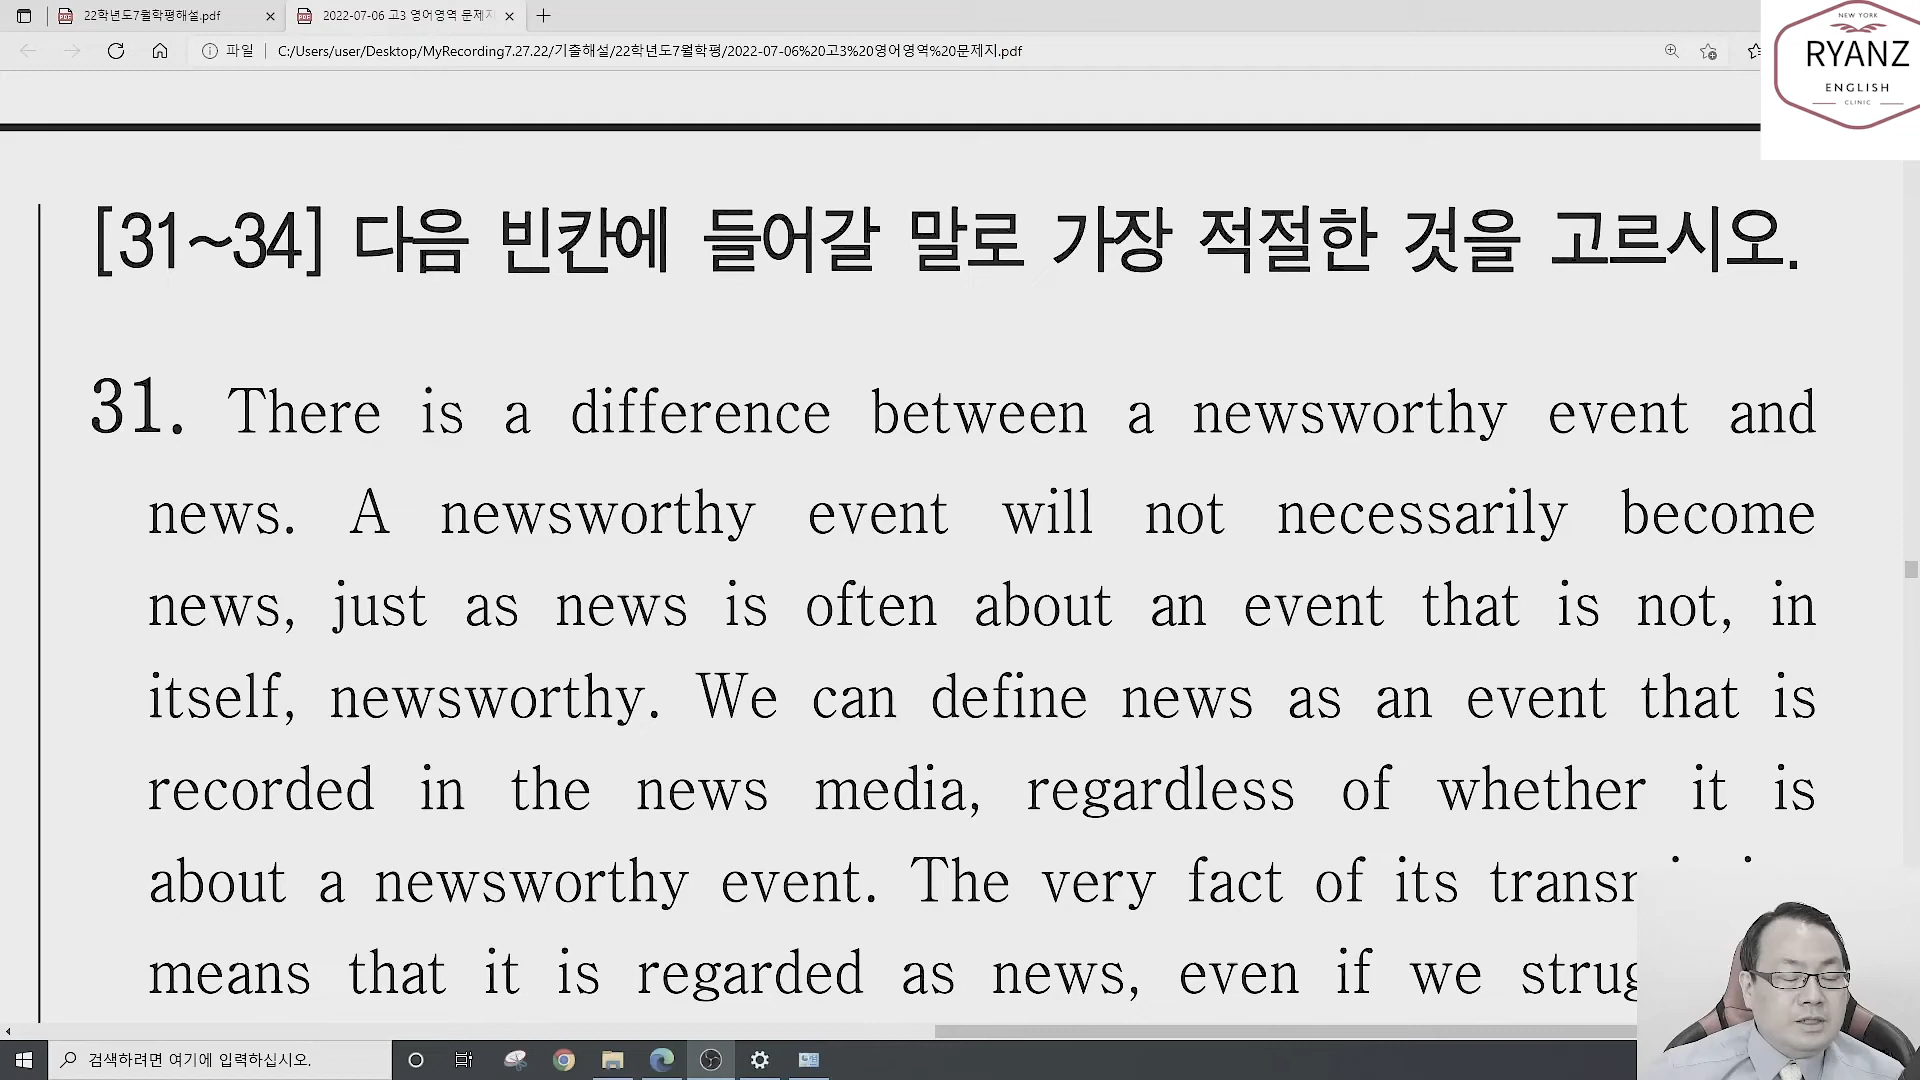 22학년도7월학평해설.pdf
2022-07-06 고3 영어영역 문제지
파일
C:/Users/user/Desktop/MyRecording7.27.22/기출해설/22학년도7월학평/2022-07-06%20고3%20영어영역%20문제지.pdf
NEW YORK
RYANZ
ENGLISH
CLINIC
[31~34] 다음 빈칸에 들어갈 말로 가장 적절한 것을 고르시오.
31. There is a difference between a newsworthy event and
news. A newsworthy event will not necessarily become
news, just as news is often about an event that is not, in
itself, newsworthy. We can define news as an event that is
recorded in the news media, regardless of whether it is
about a newsworthy event. The very fact of its
means that it is regarded as news, even if we
검색하려면 여기에 입력하십시오.